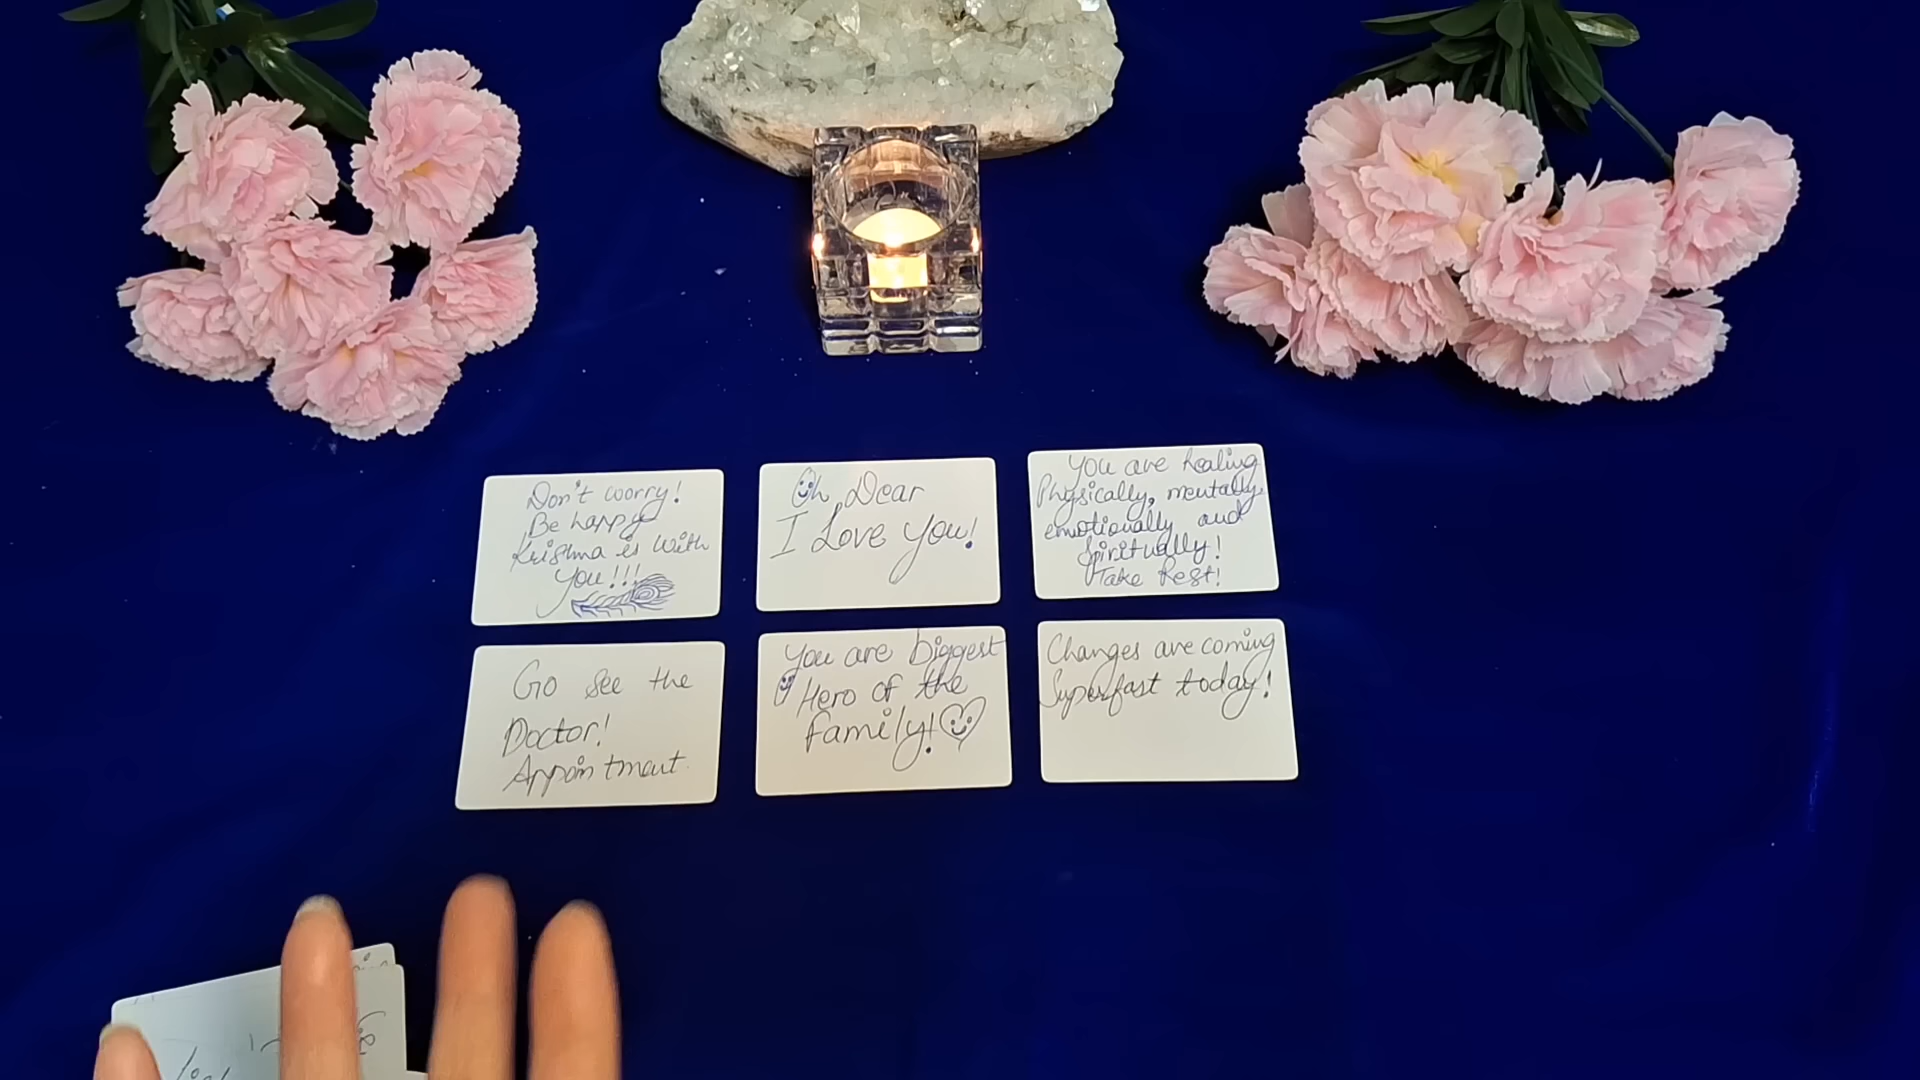 Don't worry!
Be happy
Krishna is with
you!!!
Oh Dear
I Love you!
You are healing
Physically, mentally,
emotionally and
Spiritually!
Take Rest!
Go See the
Doctor!
Appointment
You are biggest
Hero of the
family!
Changes are coming
Superfast today!